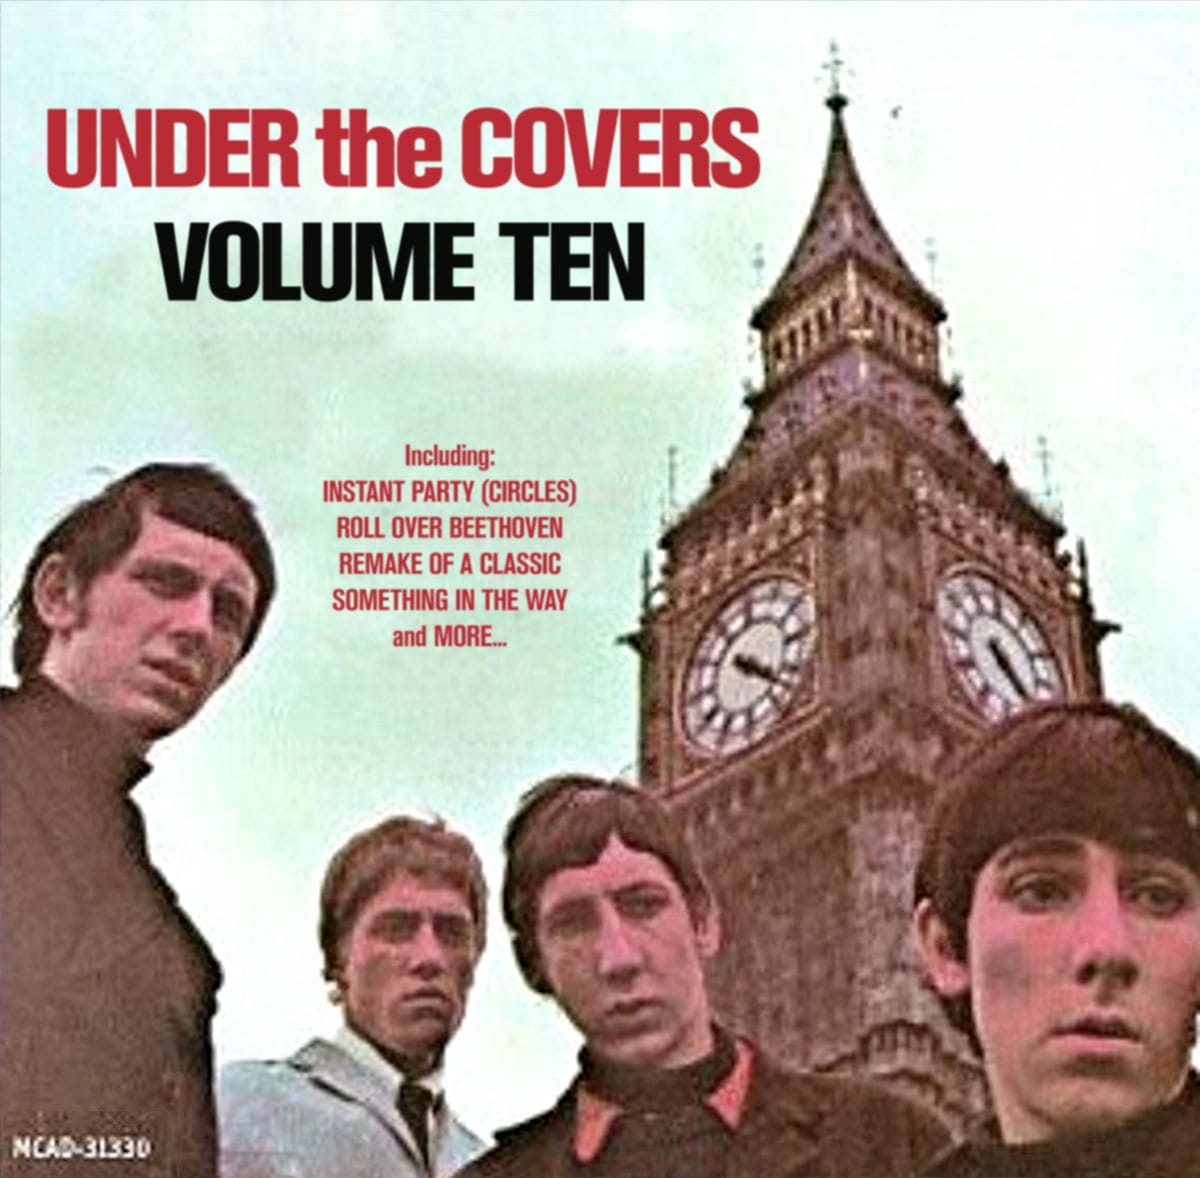 UNDER the COVERS
VOLUME TEN
Including:
INSTANT PARTY (CIRCLES)
ROLL OVER BEETHOVEN
REMAKE OF A CLASSIC
SOMETHING IN THE WAY
and MORE...
MCAD-31330